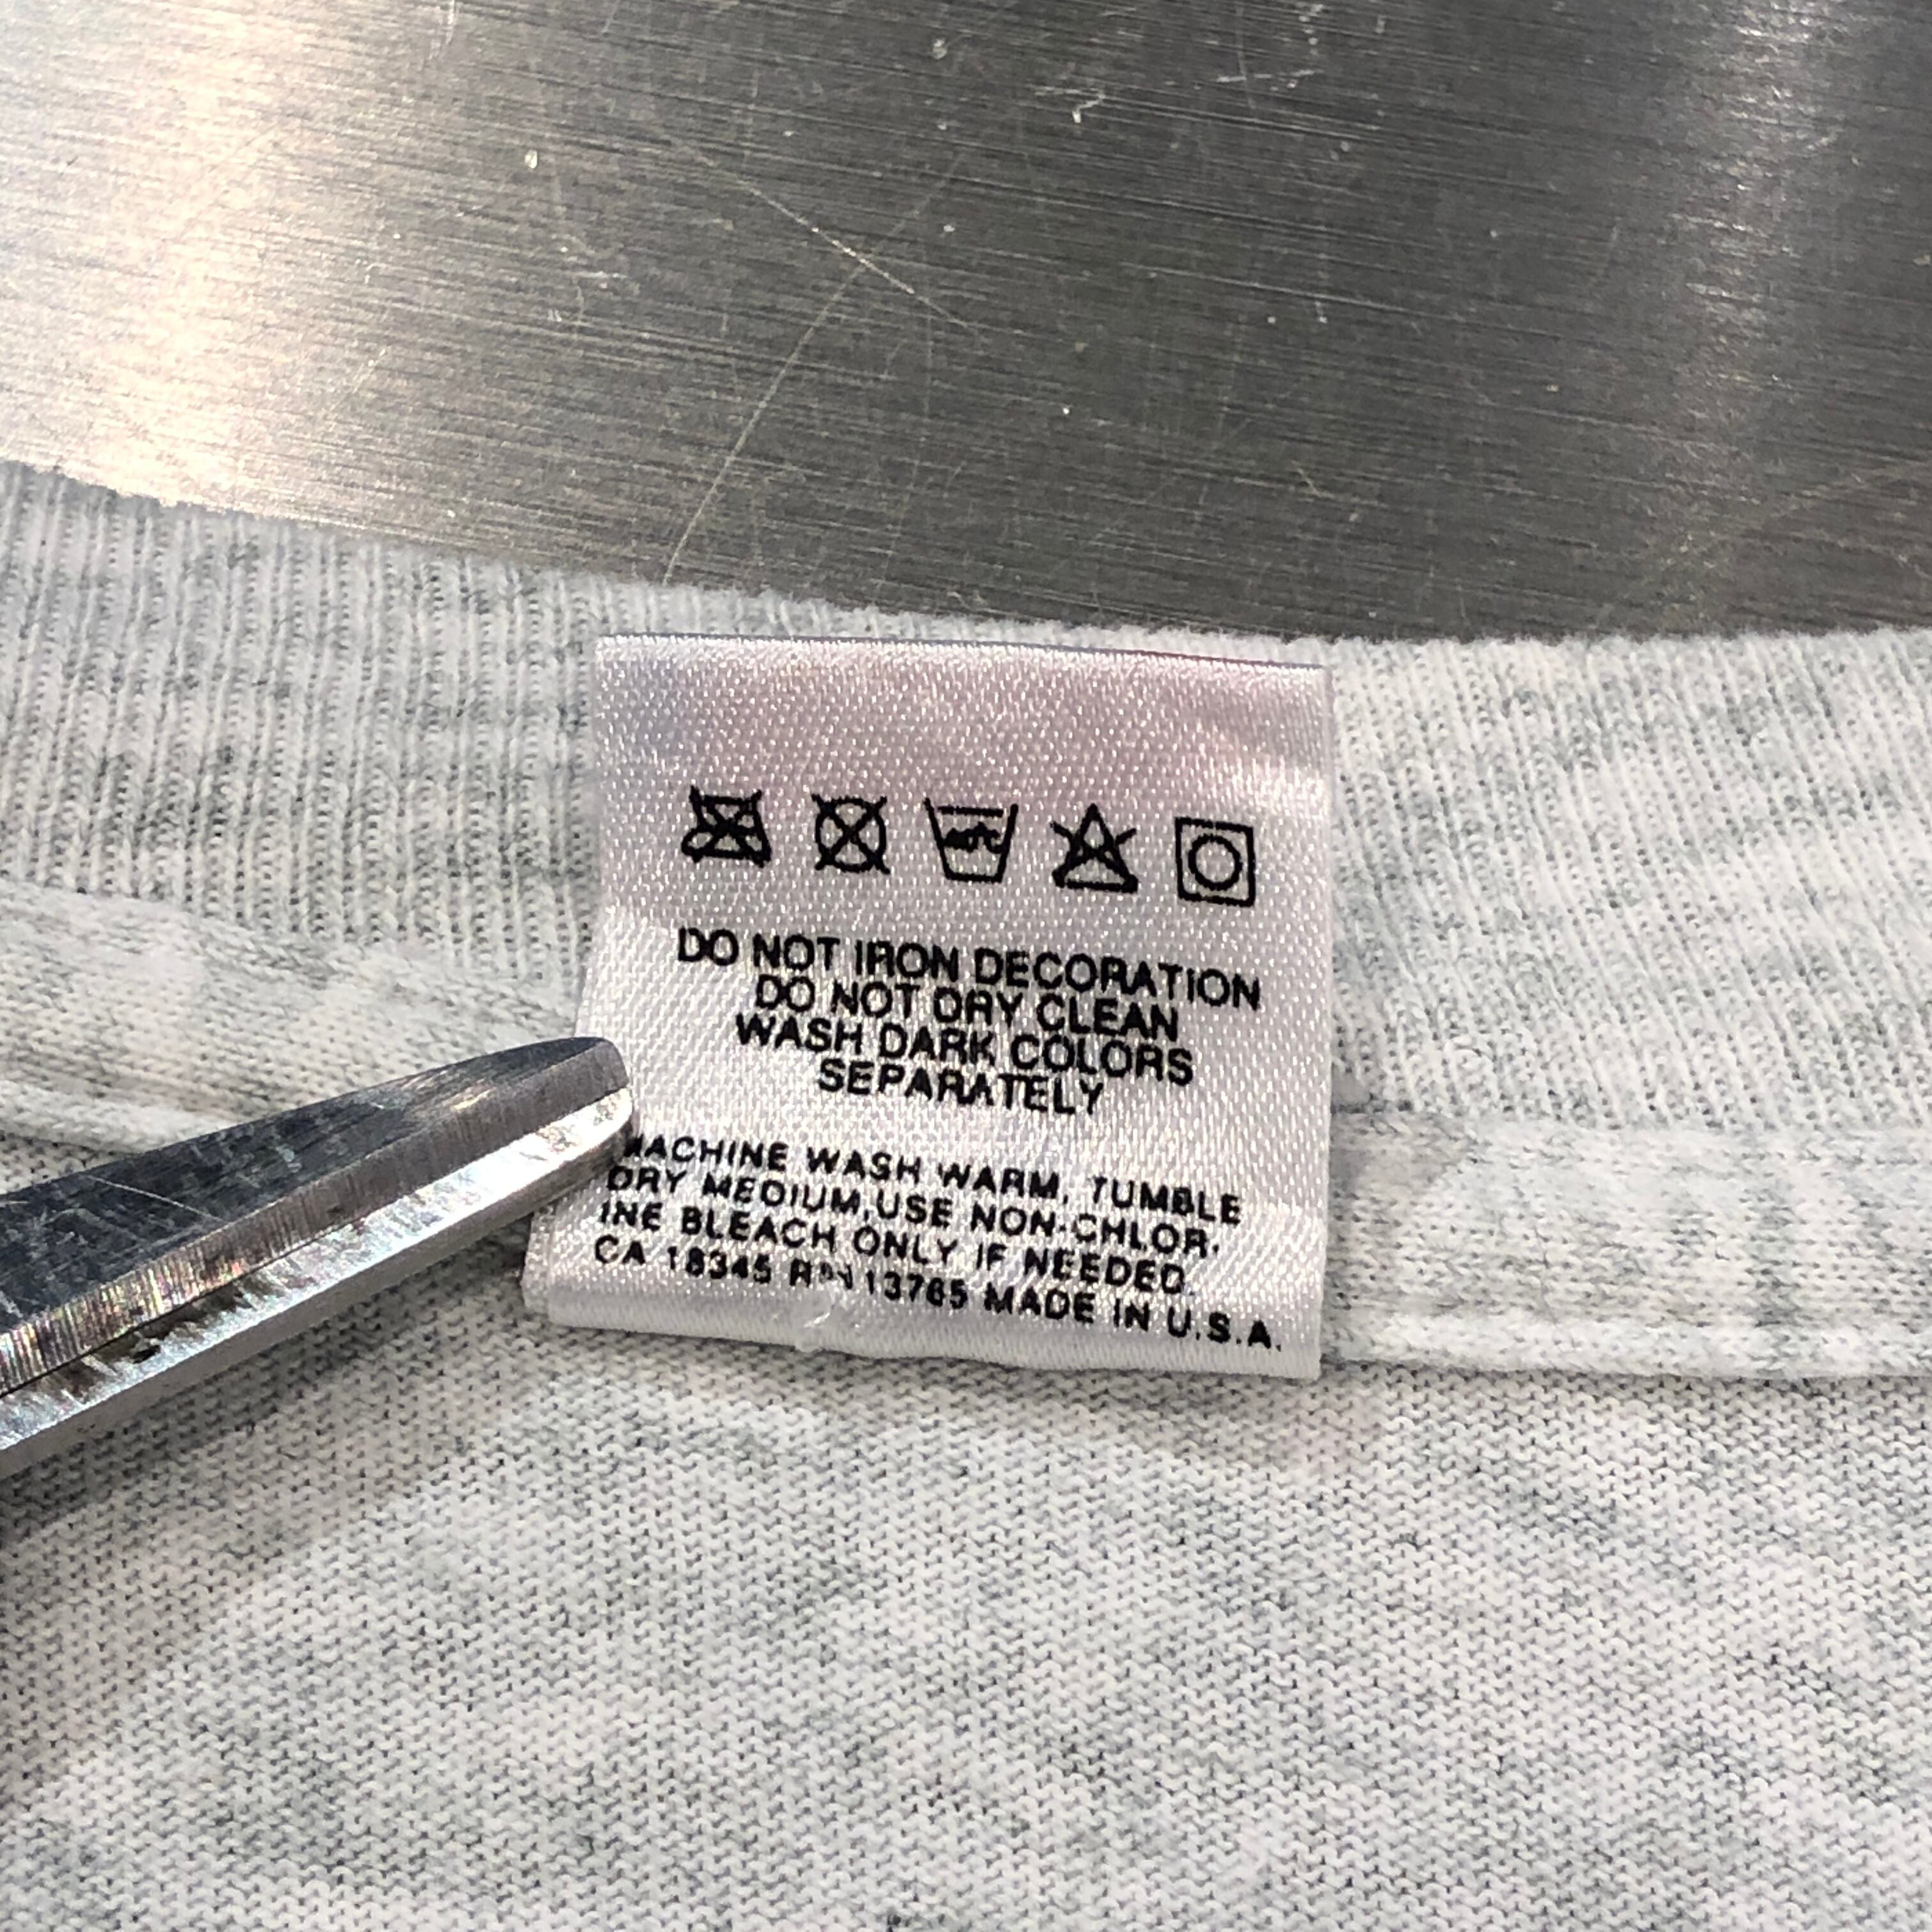 DO NOT IRON DECORATION
DO NOT DRY CLEAN
WASH DARK COLORS
SEPARATELY
MACHINE WASH WARM, TUMBLE
DRY MEDIUM,USE NON-CHLOR.
INE BLEACH ONLY IF NEEDED.
CA 18345 RN 13765 MADE IN U.S.A.